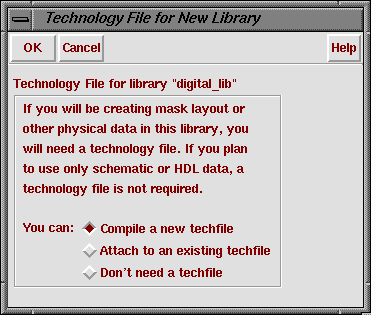 Technology File for New Library
OK Cancel Help
Technology File for library "digital_lib"
If you will be creating mask layout or
other physical data in this library, you
will need a technology file. If you plan
to use only schematic or HDL data, a
technology file is not required.
You can: Compile a new techfile
Attach to an existing techfile
Don't need a techfile